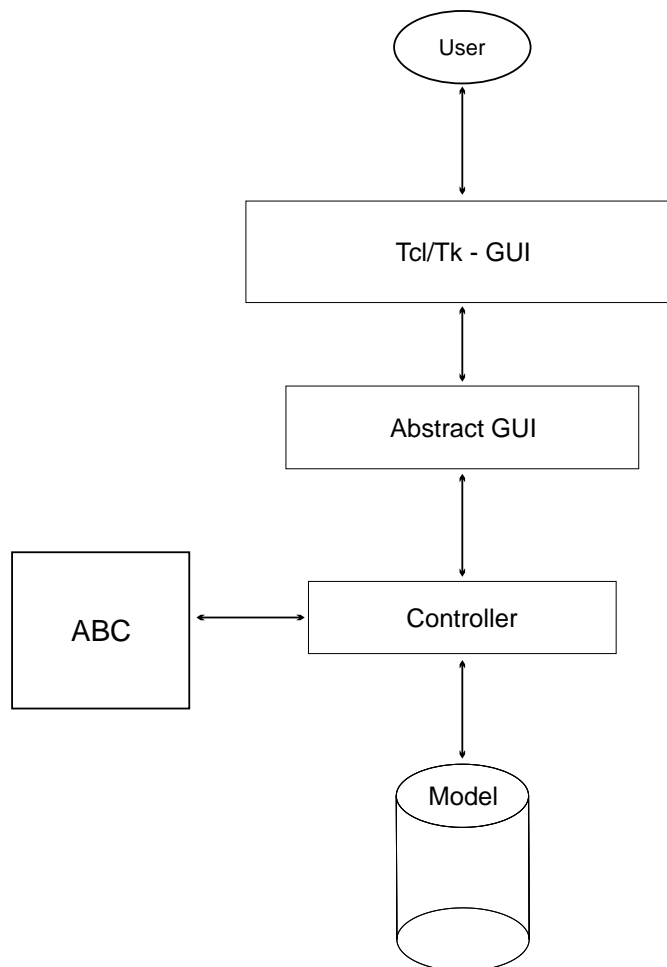 User
Tcl/Tk - GUI
Abstract GUI
ABC
Controller
Model